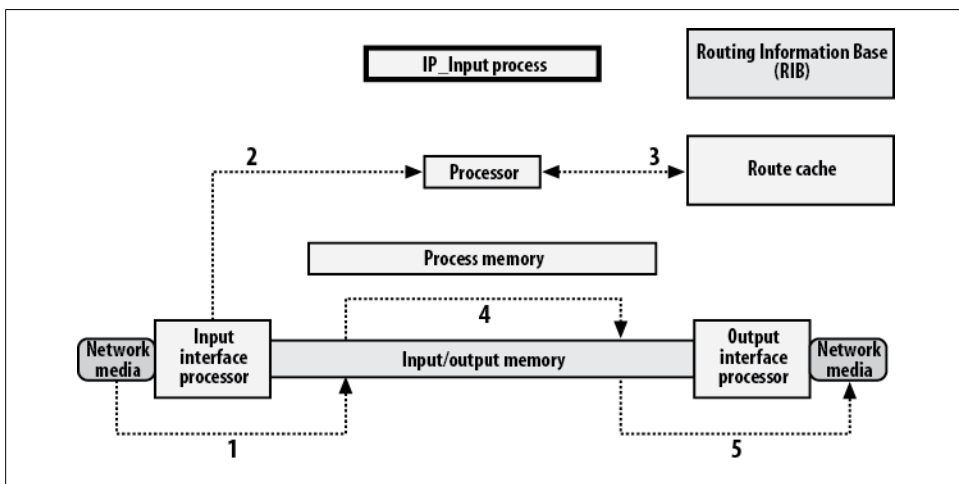 IP_Input process
Routing Information Base
(RIB)
2
Processor
3
Route cache
Process memory
4
Network
media
Input
interface
processor
Input/output memory
Output
interface
processor
Network
media
1
5